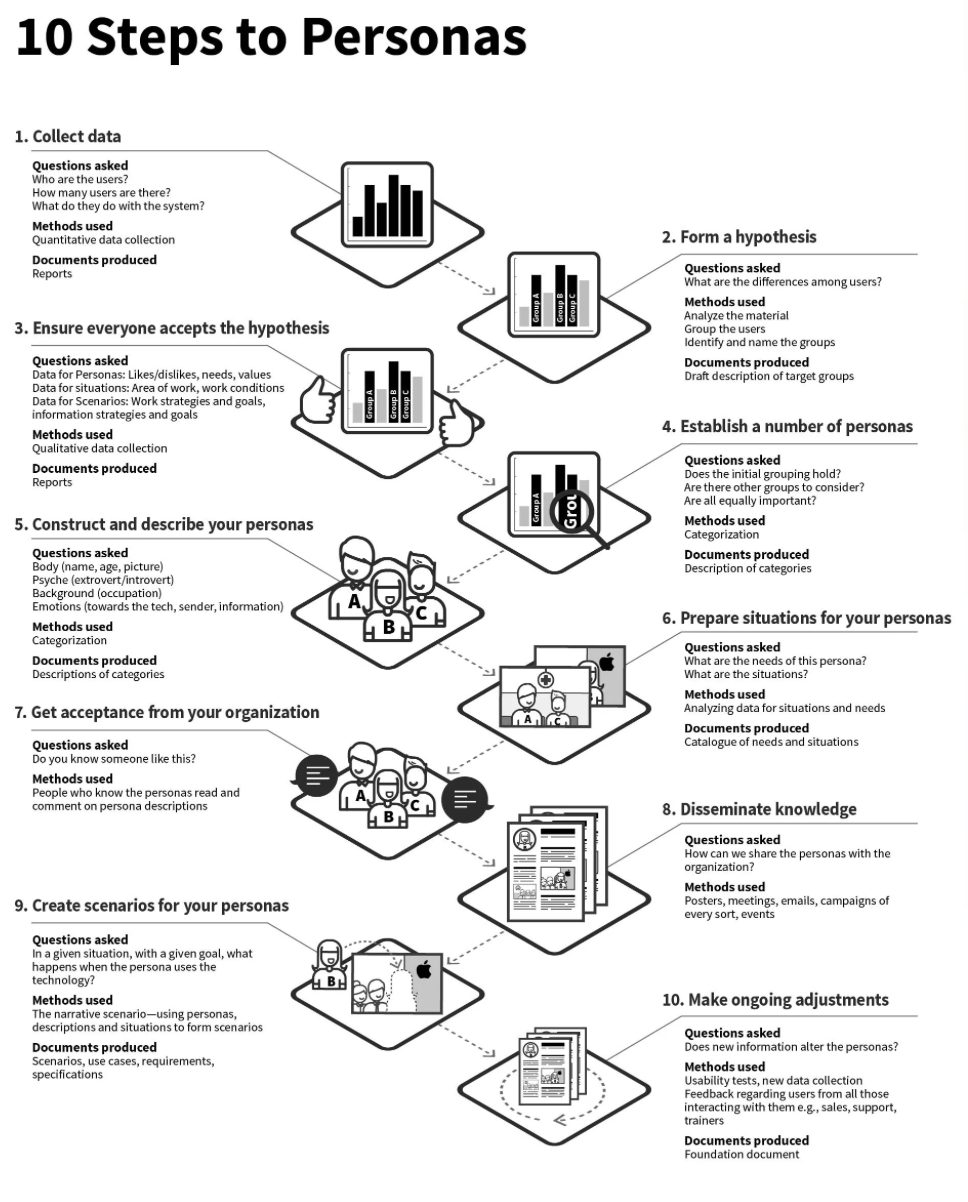 10 Steps to Personas
1. Collect data
Questions asked
Who are the users?
How many users are there?
What do they do with the system?
Methods used
Quantitative data collection
Documents produced
Reports
2. Form a hypothesis
Questions asked
What are the differences among users?
Methods used
Analyze the material
Group the users
Identify and name the groups
Documents produced
Draft description of target groups
Group A
Group B
Group C
3. Ensure everyone accepts the hypothesis
Questions asked
Data for Personas: Likes/dislikes, needs, values
Data for situations: Area of work, work conditions
Data for Scenarios: Work strategies and goals,
information strategies and goals
Methods used
Qualitative data collection
Documents produced
Reports
Group A
Group B
Group C
4. Establish a number of personas
Questions asked
Does the initial grouping hold?
Are there other groups to consider?
Are all equally important?
Methods used
Categorization
Documents produced
Description of categories
Group A
Grou
5. Construct and describe your personas
Questions asked
Body (name, age, picture)
Psyche (extrovert/introvert)
Background (occupation)
Emotions (towards the tech, sender, information)
Methods used
Categorization
Documents produced
Descriptions of categories
A
B
C
6. Prepare situations for your personas
Questions asked
What are the needs of this persona?
What are the situations?
Methods used
Analyzing data for situations and needs
Documents produced
Catalogue of needs and situations
A
C
7. Get acceptance from your organization
Questions asked
Do you know someone like this?
Methods used
People who know the personas read and
comment on persona descriptions
A
B
C
8. Disseminate knowledge
Questions asked
How can we share the personas with the
organization?
Methods used
Posters, meetings, emails, campaigns of
every sort, events
9. Create scenarios for your personas
Questions asked
In a given situation, with a given goal, what
happens when the persona uses the
technology?
Methods used
The narrative scenario—using personas,
descriptions and situations to form scenarios
Documents produced
Scenarios, use cases, requirements,
specifications
B
10. Make ongoing adjustments
Questions asked
Does new information alter the personas?
Methods used
Usability tests, new data collection
Feedback regarding users from all those
interacting with them e.g., sales, support,
trainers
Documents produced
Foundation document